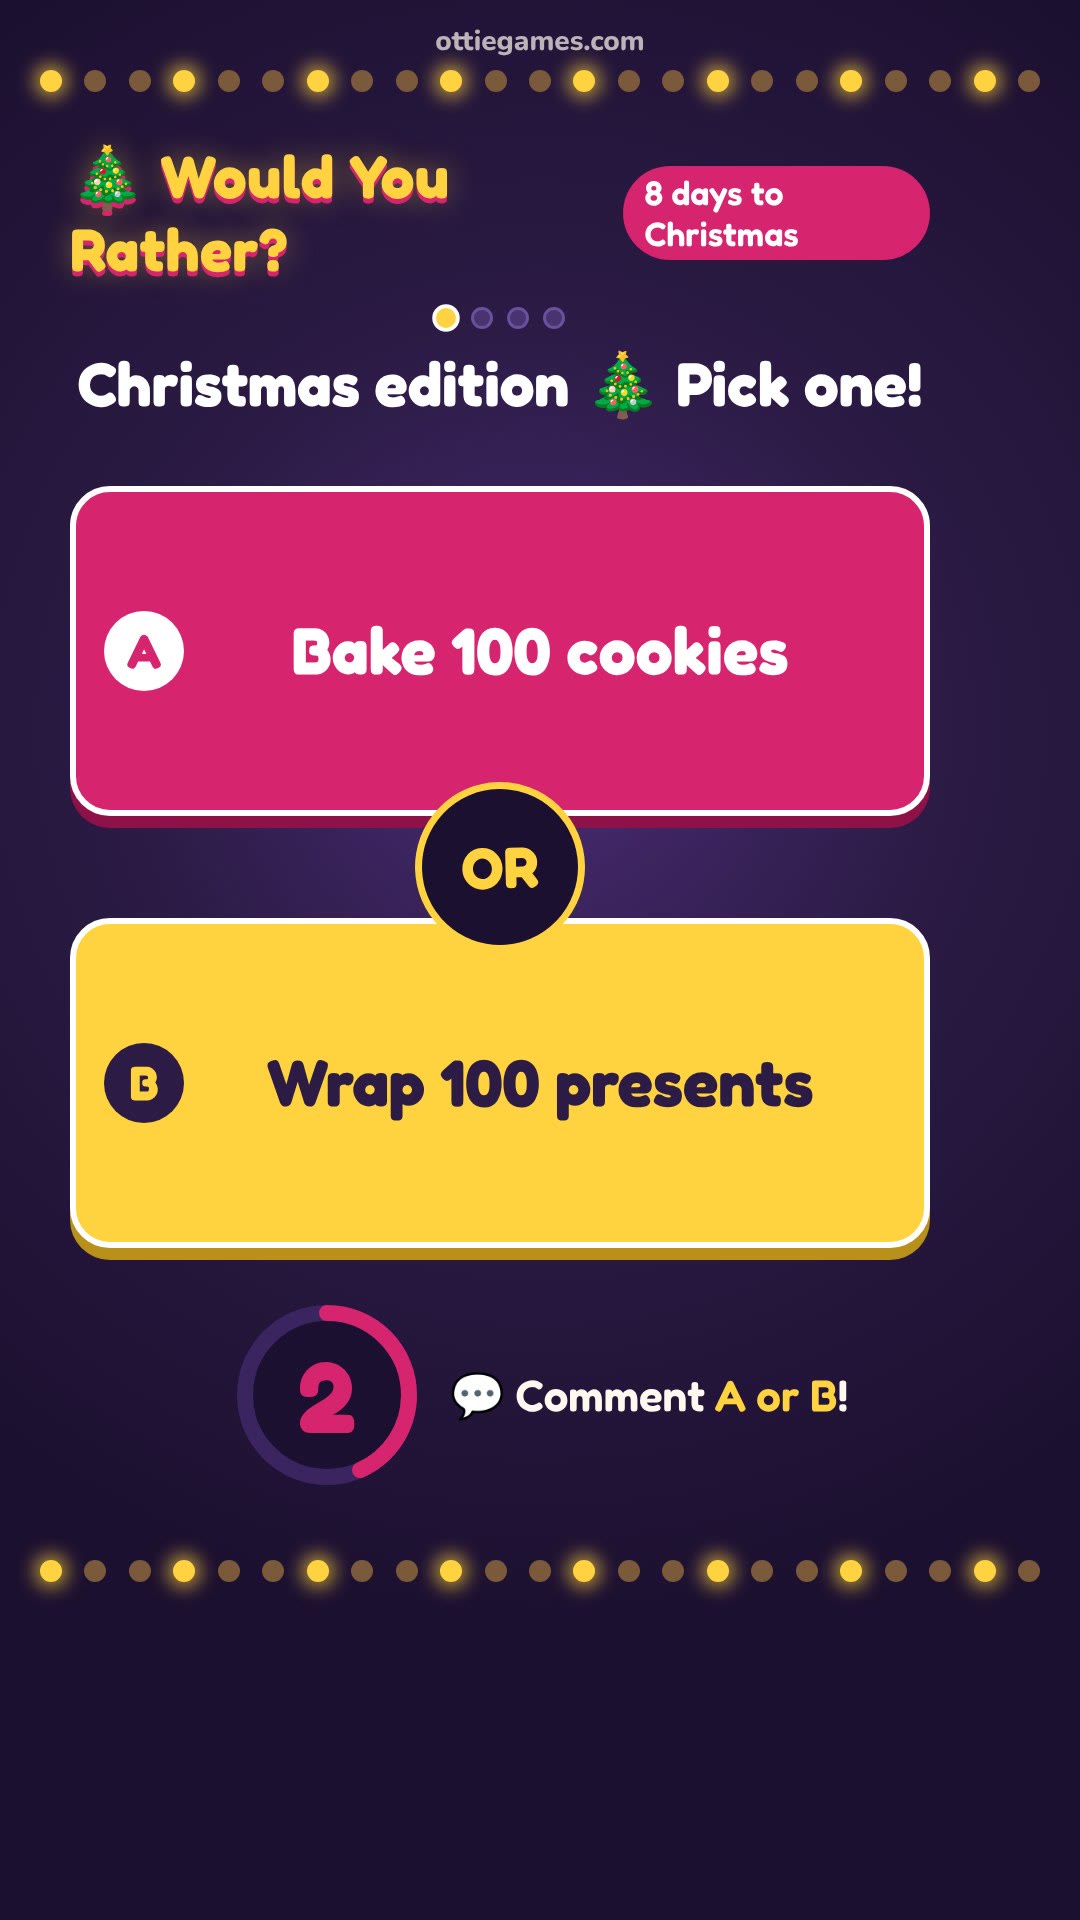 ottiegames.com
🎄 Would You
Rather?
8 days to
Christmas
Christmas edition 🎄 Pick one!
A
Bake 100 cookies
OR
B
Wrap 100 presents
2
💬 Comment A or B!